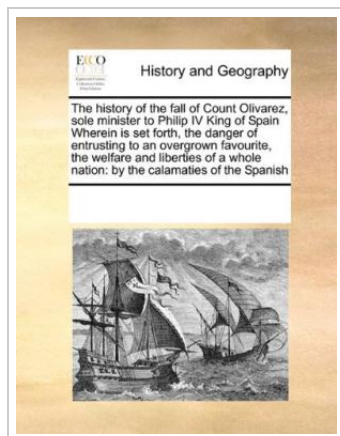 ECCO
History and Geography
The history of the fall of Count Olivarez,
sole minister to Philip IV King of Spain
Wherein is set forth, the danger of
entrusting to an overgrown favourite,
the welfare and liberties of a whole
nation: by the calamaties of the Spanish